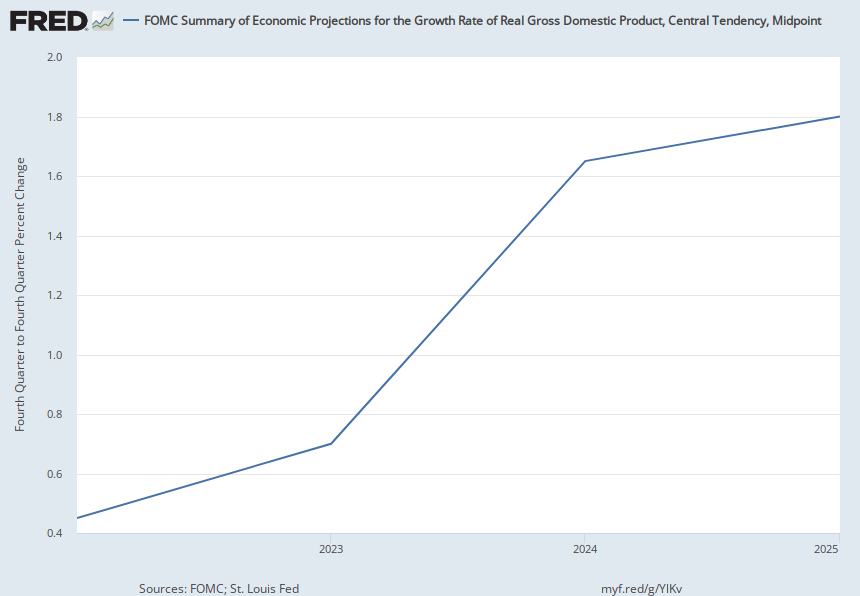 FRED
FOMC Summary of Economic Projections for the Growth Rate of Real Gross Domestic Product, Central Tendency, Midpoint
Fourth Quarter to Fourth Quarter Percent Change
2.0
1.8
1.6
1.4
1.2
1.0
0.8
0.6
0.4
2023 2024 2025
Sources: FOMC; St. Louis Fed myf.red/g/YlKv